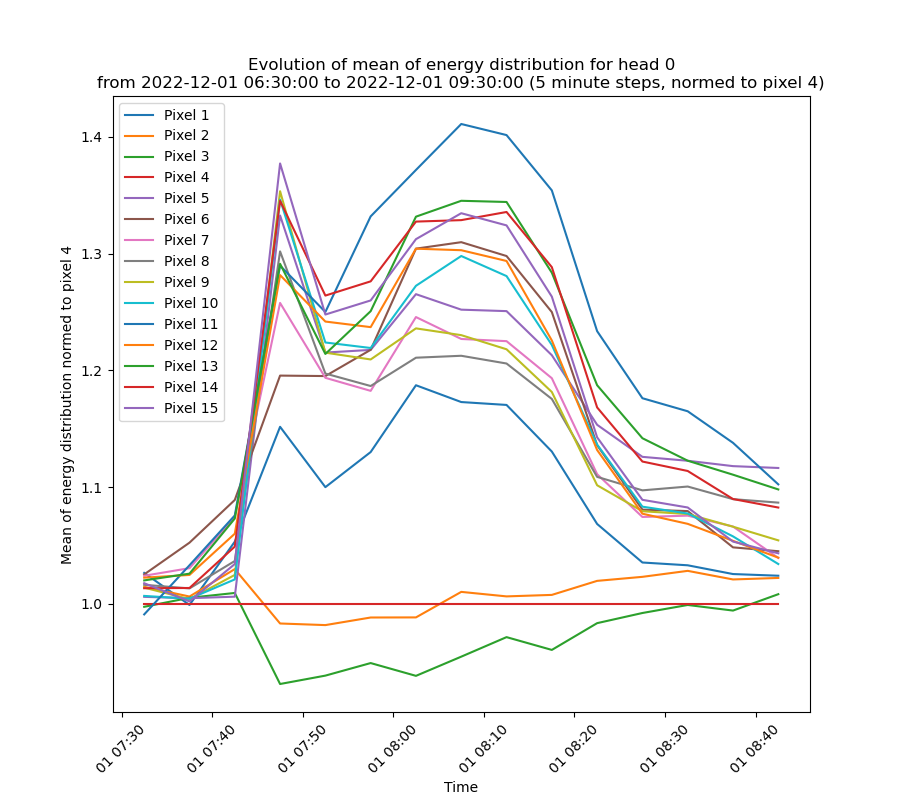 Evolution of mean of energy distribution for head 0
from 2022-12-01 06:30:00 to 2022-12-01 09:30:00 (5 minute steps, normed to pixel 4)
Mean of energy distribution normed to pixel 4
1.4
1.3
1.2
1.1
1.0
Pixel 1
Pixel 2
Pixel 3
Pixel 4
Pixel 5
Pixel 6
Pixel 7
Pixel 8
Pixel 9
Pixel 10
Pixel 11
Pixel 12
Pixel 13
Pixel 14
Pixel 15
01 07:30
01 07:40
01 07:50
01 08:00
01 08:10
01 08:20
01 08:30
01 08:40
Time